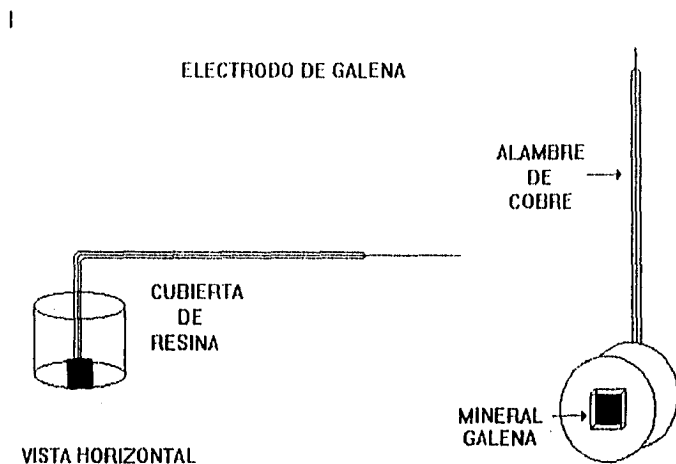 ELECTRODO DE GALENA
ALAMBRE
DE
COBRE
CUBIERTA
DE
RESINA
MINERAL
GALENA
VISTA HORIZONTAL